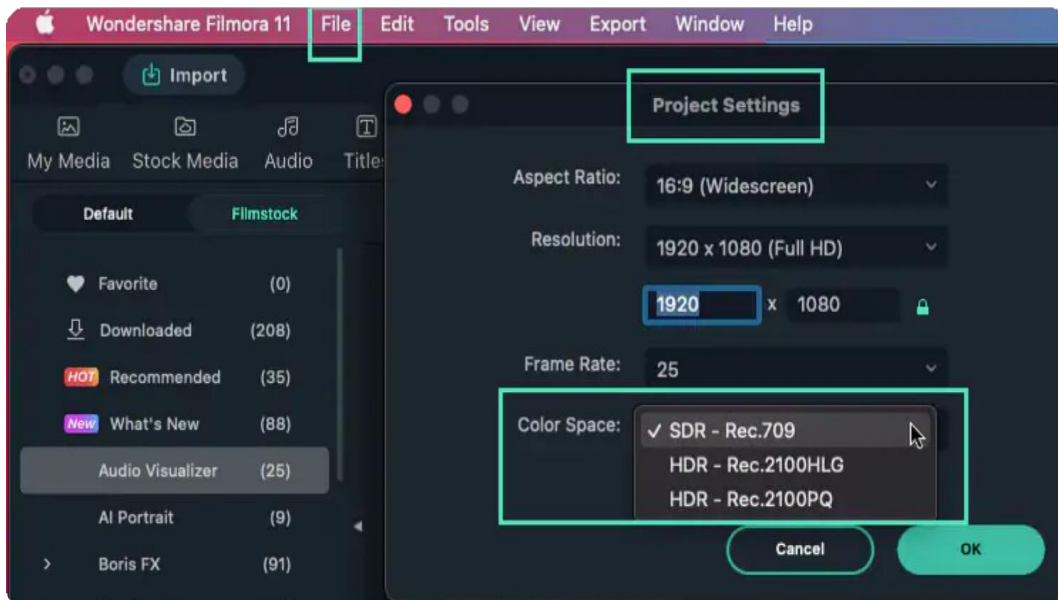 Wondershare Filmora 11 File Edit Tools View Export Window Help
Import
My Media Stock Media Audio Title
Default Filmstock
Favorite (0)
Downloaded (208)
HOT Recommended (35)
New What's New (88)
Audio Visualizer (25)
AI Portrait (9)
Boris FX (91)
Project Settings
Aspect Ratio: 16:9 (Widescreen)
Resolution: 1920 x 1080 (Full HD)
1920 x 1080
Frame Rate: 25
Color Space: ✓ SDR - Rec.709
HDR - Rec.2100HLG
HDR - Rec.2100PQ
Cancel OK